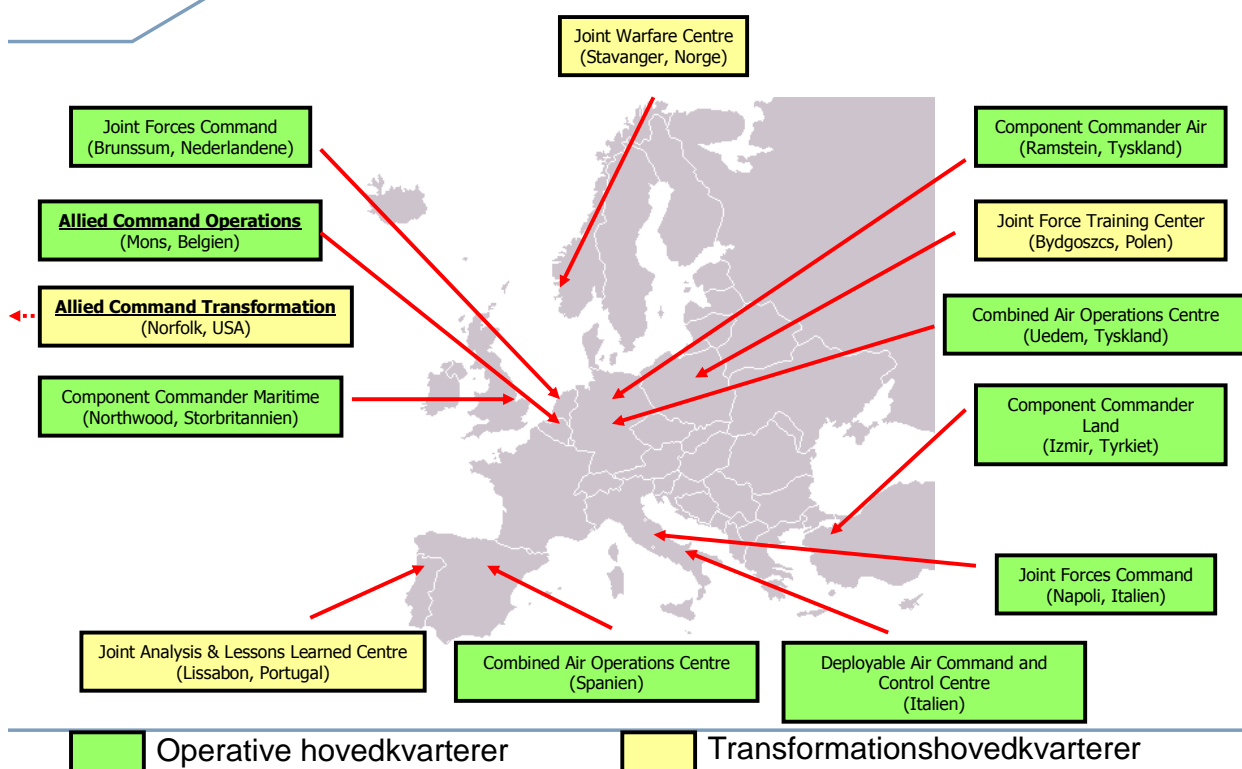 Joint Warfare Centre
(Stavanger, Norge)
Joint Forces Command
(Brunssum, Nederlandene)
Component Commander Air
(Ramstein, Tyskland)
Allied Command Operations
(Mons, Belgien)
Joint Force Training Center
(Bydgoszcs, Polen)
Allied Command Transformation
(Norfolk, USA)
Combined Air Operations Centre
(Uedem, Tyskland)
Component Commander Maritime
(Northwood, Storbritannien)
Component Commander
Land
(Izmir, Tyrkiet)
Joint Forces Command
(Napoli, Italien)
Joint Analysis & Lessons Learned Centre
(Lissabon, Portugal)
Combined Air Operations Centre
(Spanien)
Deployable Air Command and
Control Centre
(Italien)
Operative hovedkvarterer
Transformationshovedkvarterer